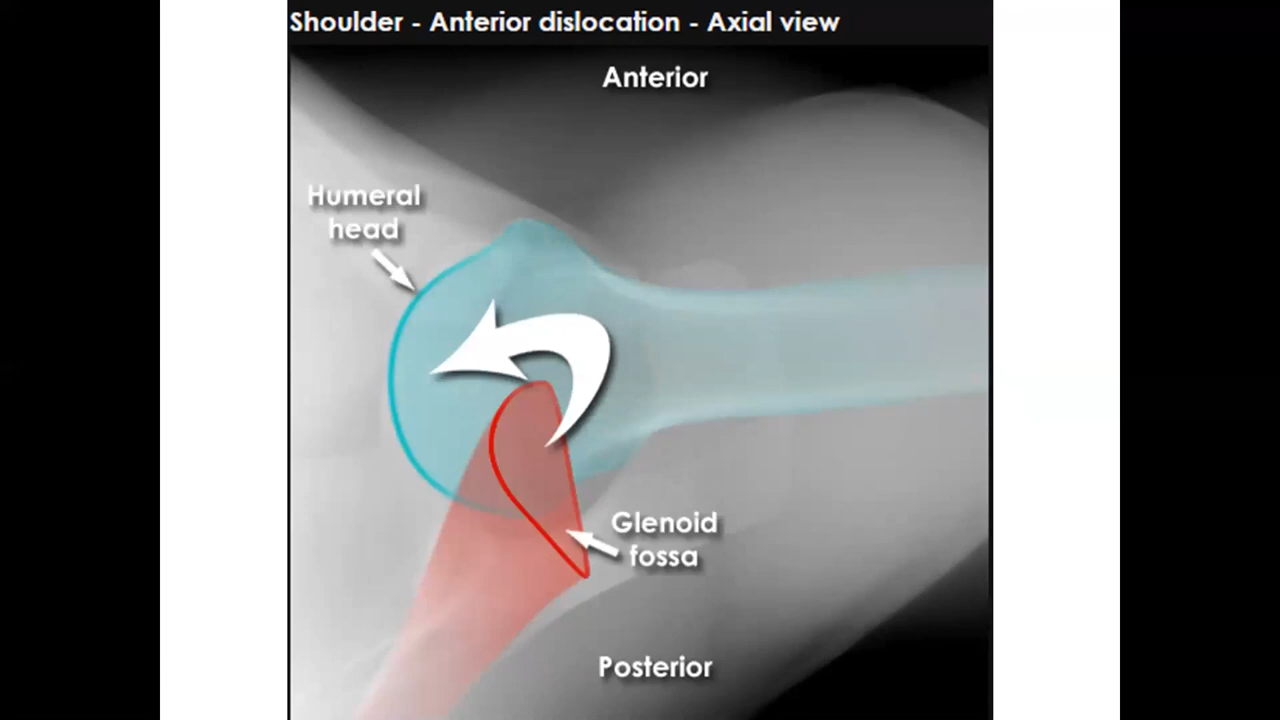 Shoulder - Anterior dislocation - Axial view
Anterior
Humeral
head
Glenoid
fossa
Posterior